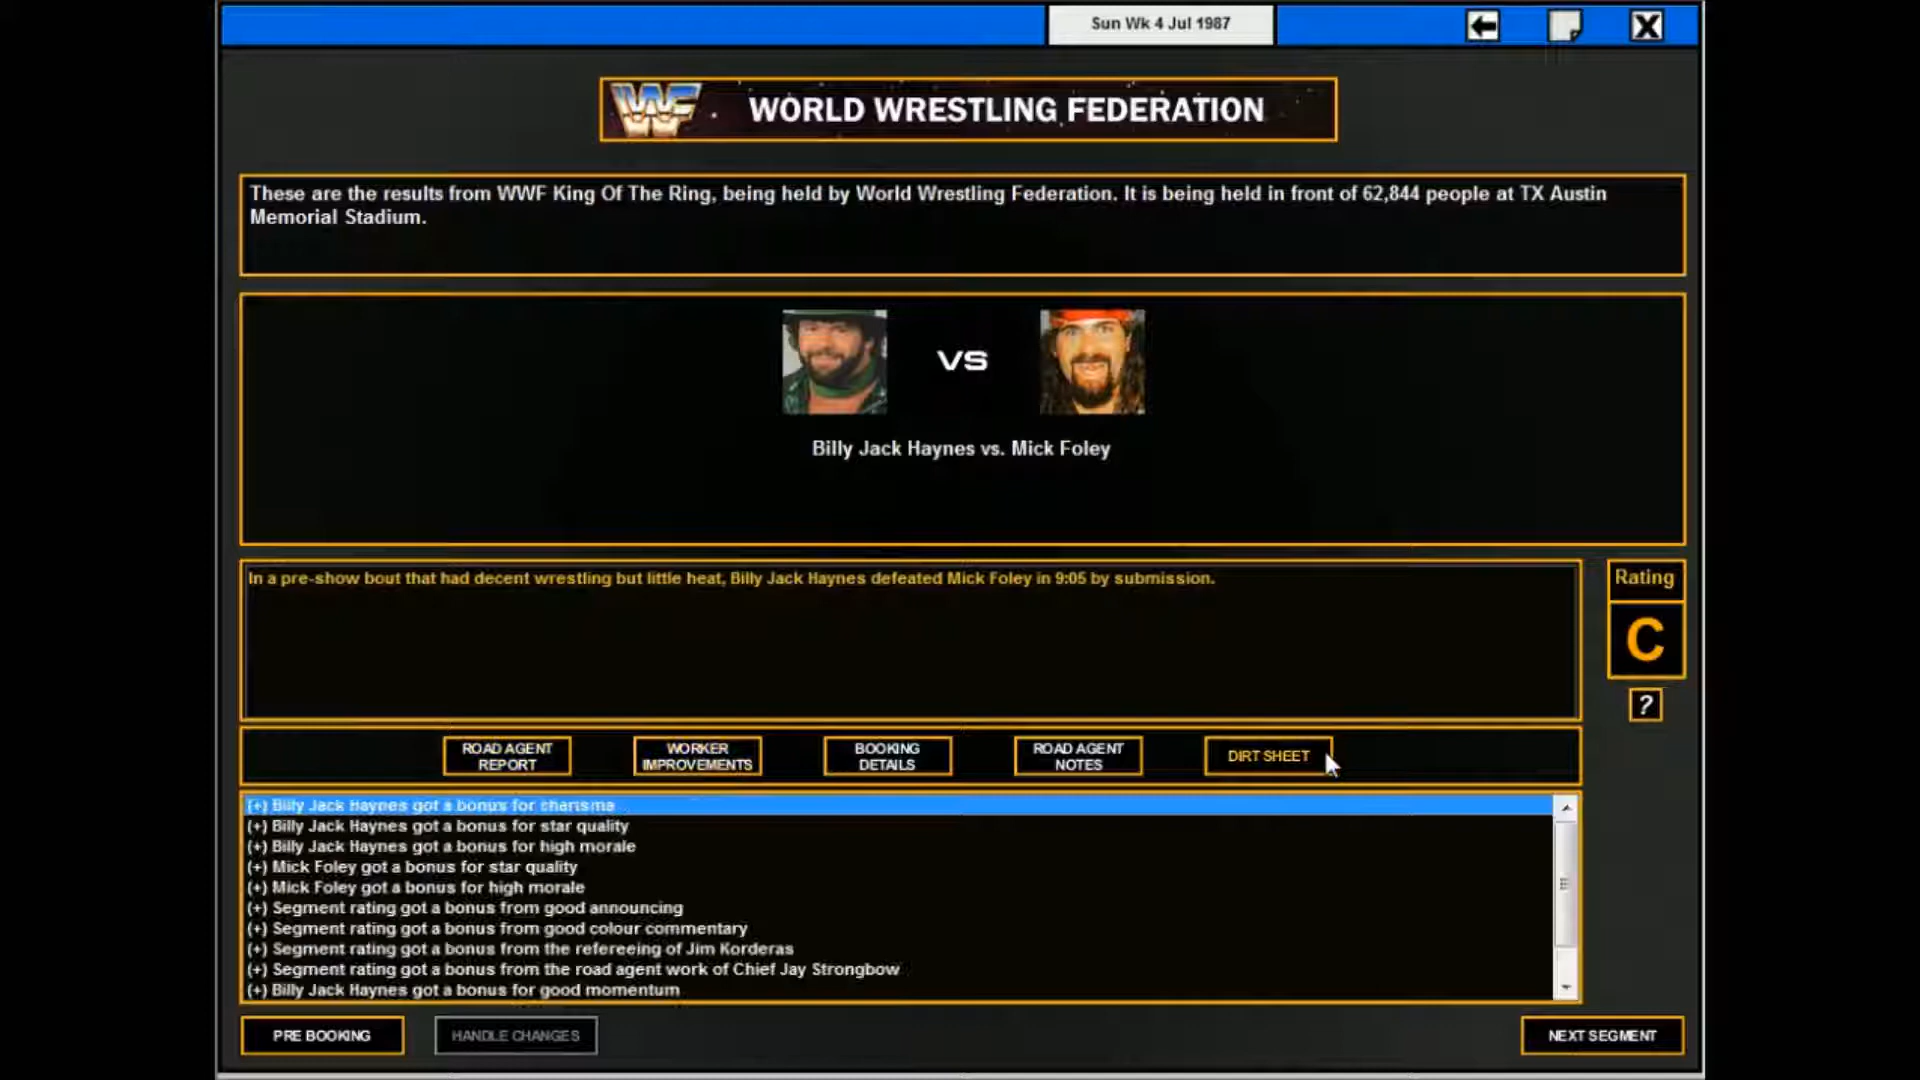 Sun Wk 4 Jul 1987
WWF
WORLD WRESTLING FEDERATION
These are the results from WWF King Of The Ring, being held by World Wrestling Federation. It is being held in front of 62,844 people at TX Austin
Memorial Stadium.
VS
Billy Jack Haynes vs. Mick Foley
In a pre-show bout that had decent wrestling but little heat, Billy Jack Haynes defeated Mick Foley in 9:05 by submission.
Rating
C
?
ROAD AGENT
REPORT
WORKER
IMPROVEMENTS
BOOKING
DETAILS
ROAD AGENT
NOTES
DIRT SHEET
(+) Billy Jack Haynes got a bonus for charisma
(+) Billy Jack Haynes got a bonus for star quality
(+) Billy Jack Haynes got a bonus for high morale
(+) Mick Foley got a bonus for star quality
(+) Mick Foley got a bonus for high morale
(+) Segment rating got a bonus from good announcing
(+) Segment rating got a bonus from good colour commentary
(+) Segment rating got a bonus from the refereeing of Jim Korderas
(+) Segment rating got a bonus from the road agent work of Chief Jay Strongbow
(+) Billy Jack Haynes got a bonus for good momentum
PRE BOOKING
HANDLE CHANGES
NEXT SEGMENT